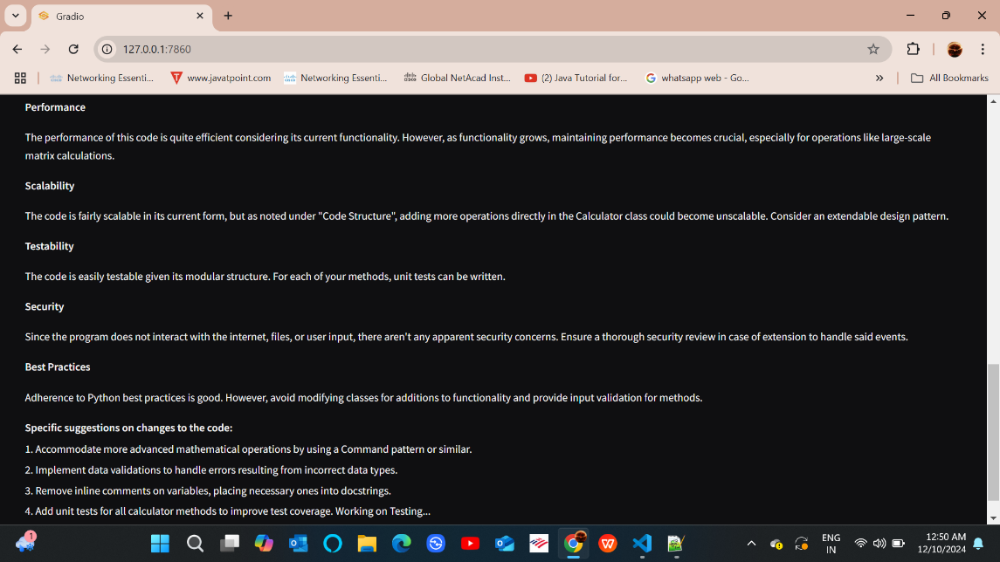 Gradio
127.0.0.1:7860
Networking Essenti...
www.javatpoint.com
Networking Essenti...
Global NetAcad Inst...
(2) Java Tutorial for...
whatsapp web - Go...
All Bookmarks
Performance
The performance of this code is quite efficient considering its current functionality. However, as functionality grows, maintaining performance becomes crucial, especially for operations like large-scale
matrix calculations.
Scalability
The code is fairly scalable in its current form, but as noted under "Code Structure", adding more operations directly in the Calculator class could become unscalable. Consider an extendable design pattern.
Testability
The code is easily testable given its modular structure. For each of your methods, unit tests can be written.
Security
Since the program does not interact with the internet, files, or user input, there aren't any apparent security concerns. Ensure a thorough security review in case of extension to handle said events.
Best Practices
Adherence to Python best practices is good. However, avoid modifying classes for additions to functionality and provide input validation for methods.
Specific suggestions on changes to the code:
1. Accommodate more advanced mathematical operations by using a Command pattern or similar.
2. Implement data validations to handle errors resulting from incorrect data types.
3. Remove inline comments on variables, placing necessary ones into docstrings.
4. Add unit tests for all calculator methods to improve test coverage. Working on Testing...
1
ENG
IN
12:50 AM
12/10/2024